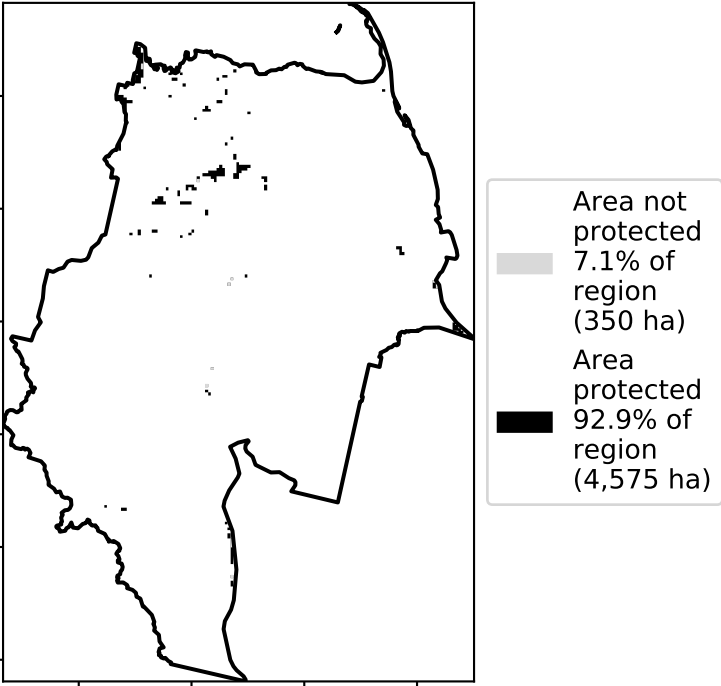 Area not
protected
7.1% of
region
(350 ha)
Area
protected
92.9% of
region
(4,575 ha)